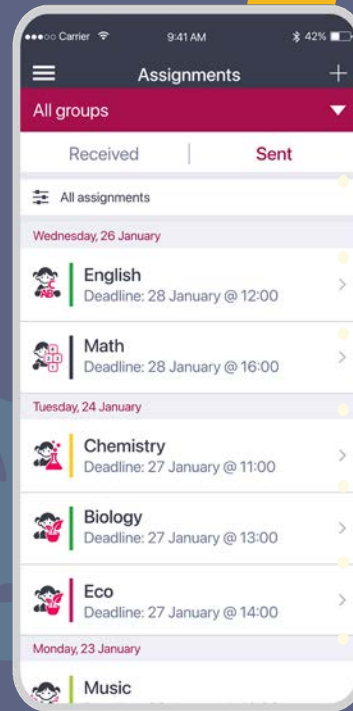 Carrier 9:41 AM 42%
Assignments
All groups
Received Sent
All assignments
Wednesday, 26 January
English
Deadline: 28 January @ 12:00
Math
Deadline: 28 January @ 16:00
Tuesday, 24 January
Chemistry
Deadline: 27 January @ 11:00
Biology
Deadline: 27 January @ 13:00
Eco
Deadline: 27 January @ 14:00
Monday, 23 January
Music